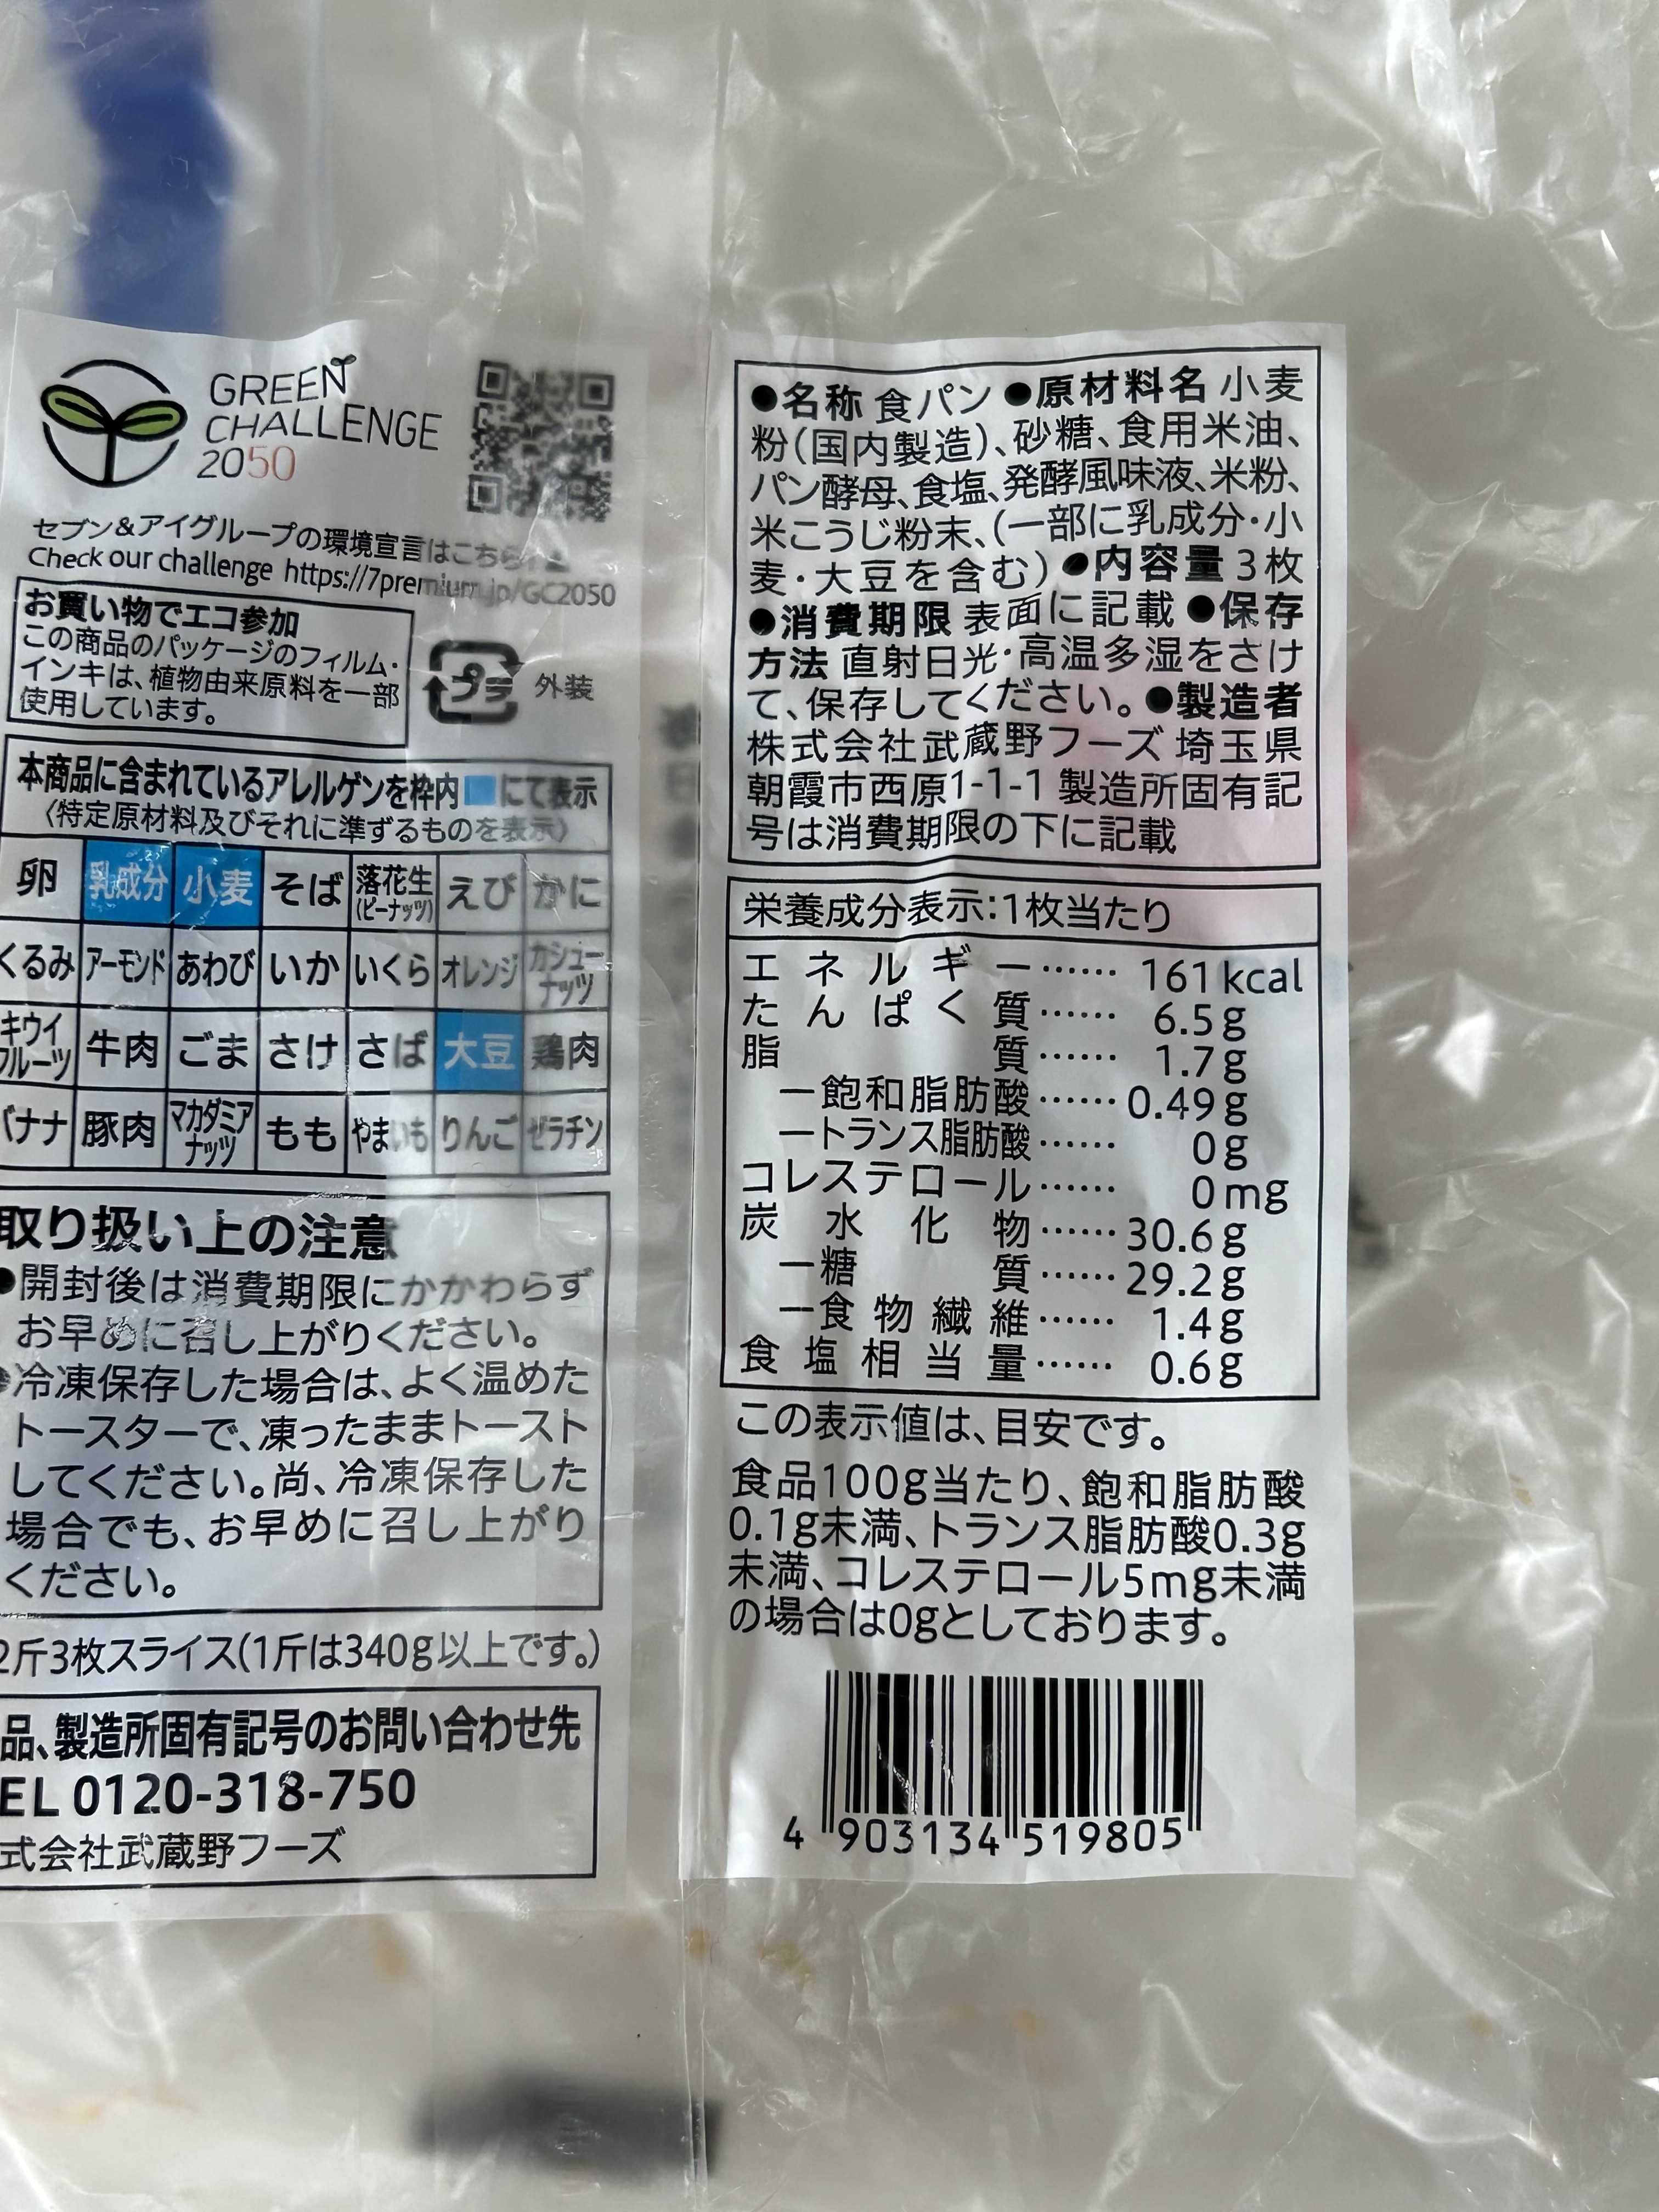 GREEN
CHALLENGE
2050
セブン&アイグループの環境宣言はこちら
Check our challenge https://7premium.jp/GC2050
お買い物でエコ参加
この商品のパッケージのフィルム・
インキは、植物由来原料を一部
使用しています。
プラ 外装
本商品に含まれているアレルゲンを枠内 にて表示
〈特定原材料及びそれに準ずるものを表示〉
卵 乳成分 小麦 そば 落花生(ピーナッツ) えび かに
くるみ アーモンド あわび いか いくら オレンジ カシューナッツ
キウイフルーツ 牛肉 ごま さけ さば 大豆 鶏肉
バナナ 豚肉 マカダミアナッツ もも やまいも りんご ゼラチン
取り扱い上の注意
●開封後は消費期限にかかわらず
お早めに召し上がりください。
●冷凍保存した場合は、よく温めた
トースターで、凍ったままトースト
してください。尚、冷凍保存した
場合でも、お早めに召し上がり
ください。
2斤3枚スライス(1斤は340g以上です。)
品、製造所固有記号のお問い合わせ先
EL 0120-318-750
式会社武蔵野フーズ
●名称 食パン ●原材料名 小麦
粉(国内製造)、砂糖、食用米油、
パン酵母、食塩、発酵風味液、米粉、
米こうじ粉末、(一部に乳成分・小
麦・大豆を含む) ●内容量 3枚
●消費期限 表面に記載 ●保存
方法 直射日光・高温多湿をさけ
て、保存してください。●製造者
株式会社武蔵野フーズ 埼玉県
朝霞市西原1-1-1 製造所固有記
号は消費期限の下に記載
栄養成分表示:1枚当たり
エネルギー…… 161kcal
たんぱく質…… 6.5g
脂質…… 1.7g
ー飽和脂肪酸…… 0.49g
ートランス脂肪酸…… 0g
コレステロール…… 0mg
炭水化物…… 30.6g
ー糖質…… 29.2g
ー食物繊維…… 1.4g
食塩相当量…… 0.6g
この表示値は、目安です。
食品100g当たり、飽和脂肪酸
0.1g未満、トランス脂肪酸0.3g
未満、コレステロール5mg未満
の場合は0gとしております。
4 903134 519805